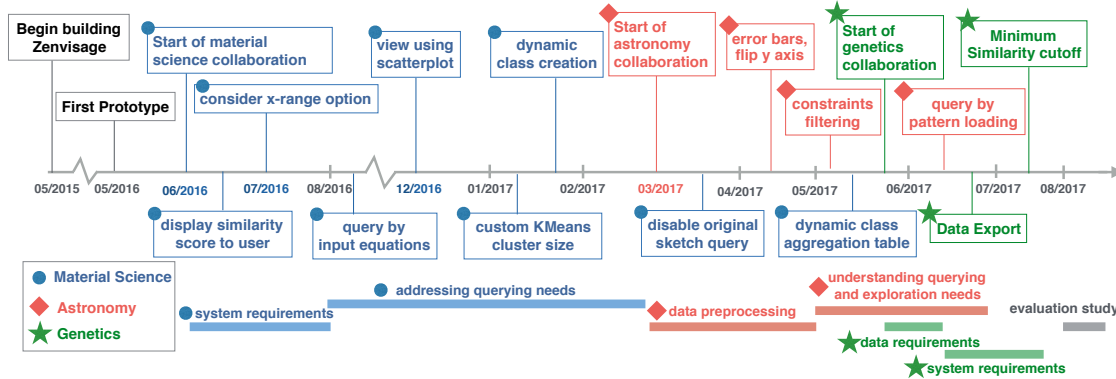 Begin building
Zenvisage
First Prototype
Start of material
science collaboration
consider x-range option
view using
scatterplot
dynamic
class creation
Start of
astronomy
collaboration
error bars,
flip y axis
constraints
filtering
Start of
genetics
collaboration
query by
pattern loading
Minimum
Similarity cutoff
05/2015
05/2016
06/2016
07/2016
08/2016
12/2016
01/2017
02/2017
03/2017
04/2017
05/2017
06/2017
07/2017
08/2017
display similarity
score to user
query by
input equations
custom KMeans
cluster size
disable original
sketch query
dynamic class
aggregation table
Data Export
Material Science
Astronomy
Genetics
system requirements
addressing querying needs
data preprocessing
understanding querying
and exploration needs
data requirements
system requirements
evaluation study